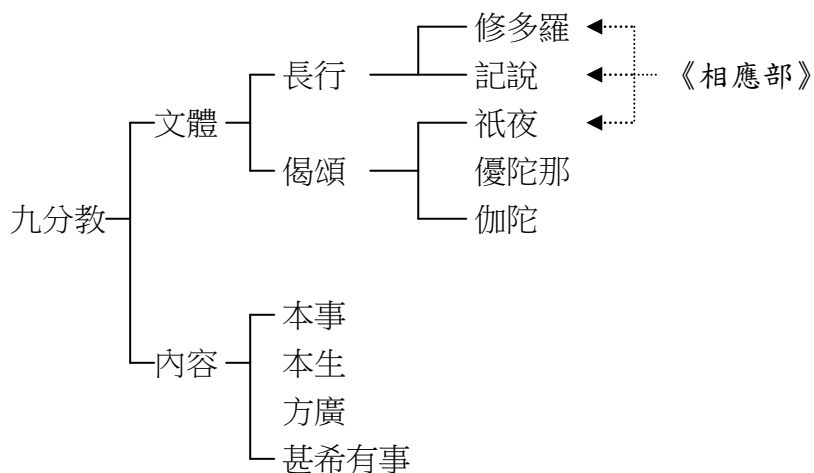 修多羅
長行
記說
《相應部》
文體
祇夜
偈頌
優陀那
九分教
伽陀
本事
內容
本生
方廣
甚希有事